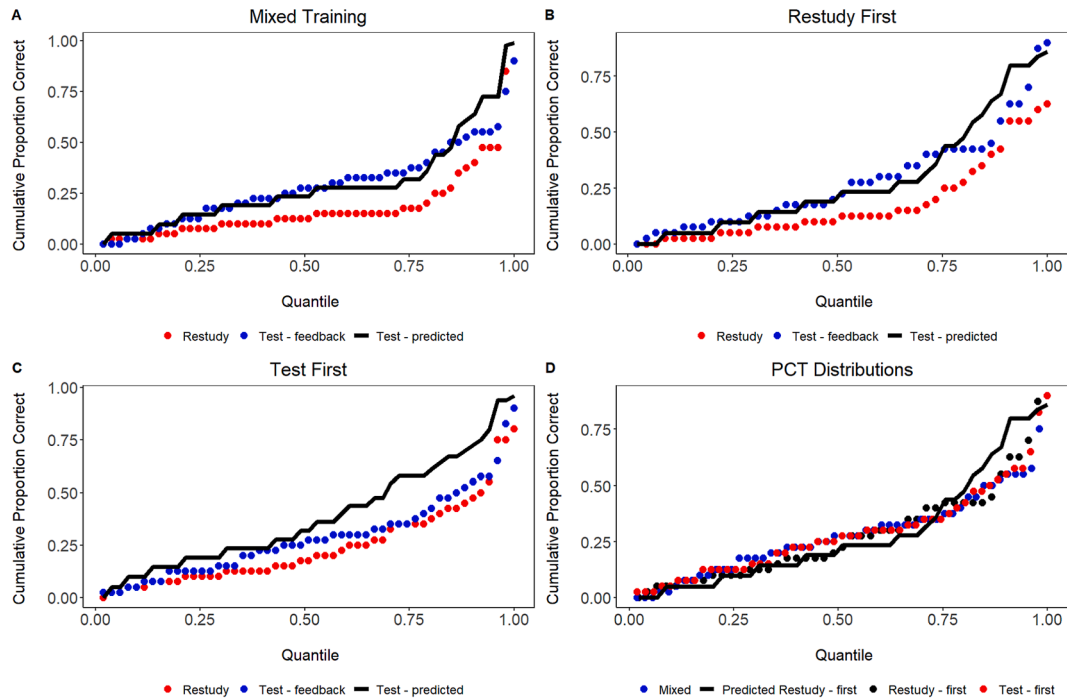 A
Mixed Training
1.00
0.75
0.50
0.25
0.00
Cumulative Proportion Correct
0.00 0.25 0.50 0.75 1.00
Quantile
Restudy Test - feedback Test - predicted
B
Restudy First
0.75
0.50
0.25
0.00
Cumulative Proportion Correct
0.00 0.25 0.50 0.75 1.00
Quantile
Restudy Test - feedback Test - predicted
C
Test First
1.00
0.75
0.50
0.25
0.00
Cumulative Proportion Correct
0.00 0.25 0.50 0.75 1.00
Quantile
Restudy Test - feedback Test - predicted
D
PCT Distributions
0.75
0.50
0.25
0.00
Cumulative Proportion Correct
0.00 0.25 0.50 0.75 1.00
Quantile
Mixed Predicted Restudy - first Restudy - first Test - first